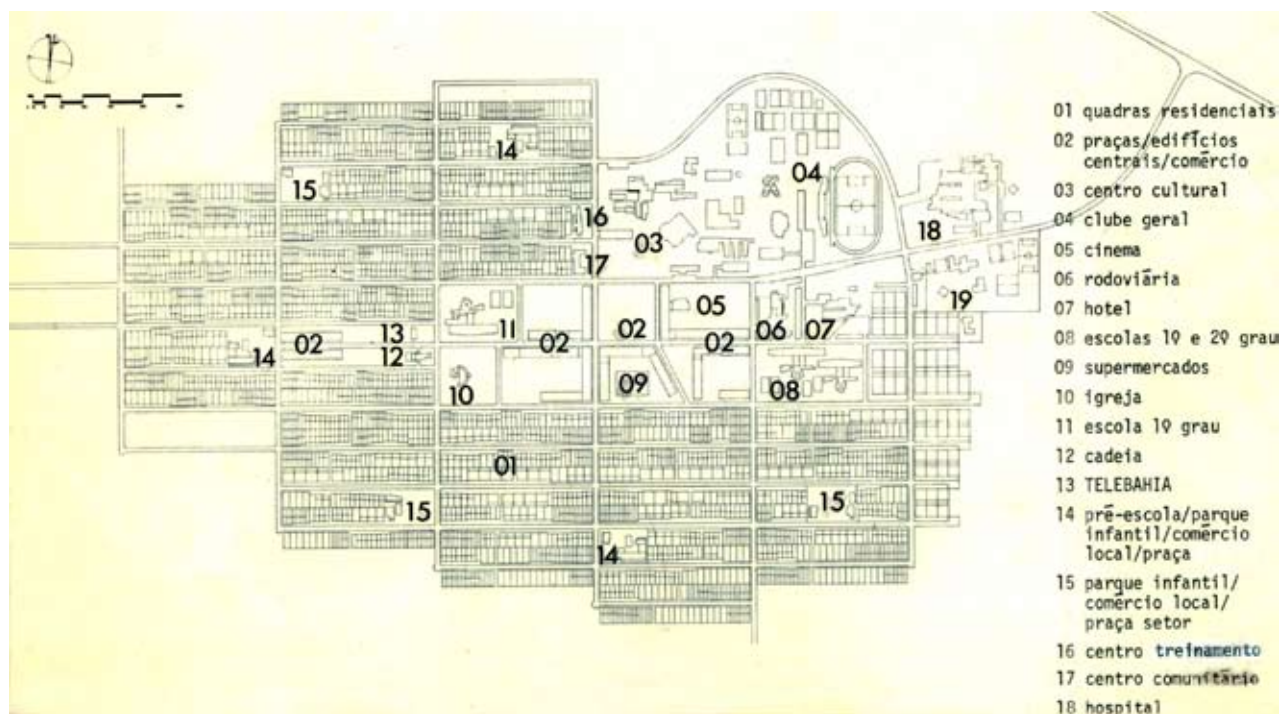 14
15
16
04
03
18
17
05
19
11
02
06
07
13
02
02
02
14
12
10
09
08
01
15
15
14
01 quadras residenciais
02 praças/edifícios
centrais/comércio
03 centro cultural
04 clube geral
05 cinema
06 rodoviária
07 hotel
08 escolas 1º e 2º grau
09 supermercados
10 igreja
11 escola 1º grau
12 cadeia
13 TELEBAHIA
14 pré-escola/parque
infantil/comércio
local/praça
15 parque infantil/
comércio local/
praça setor
16 centro treinamento
17 centro comunitário
18 hospital